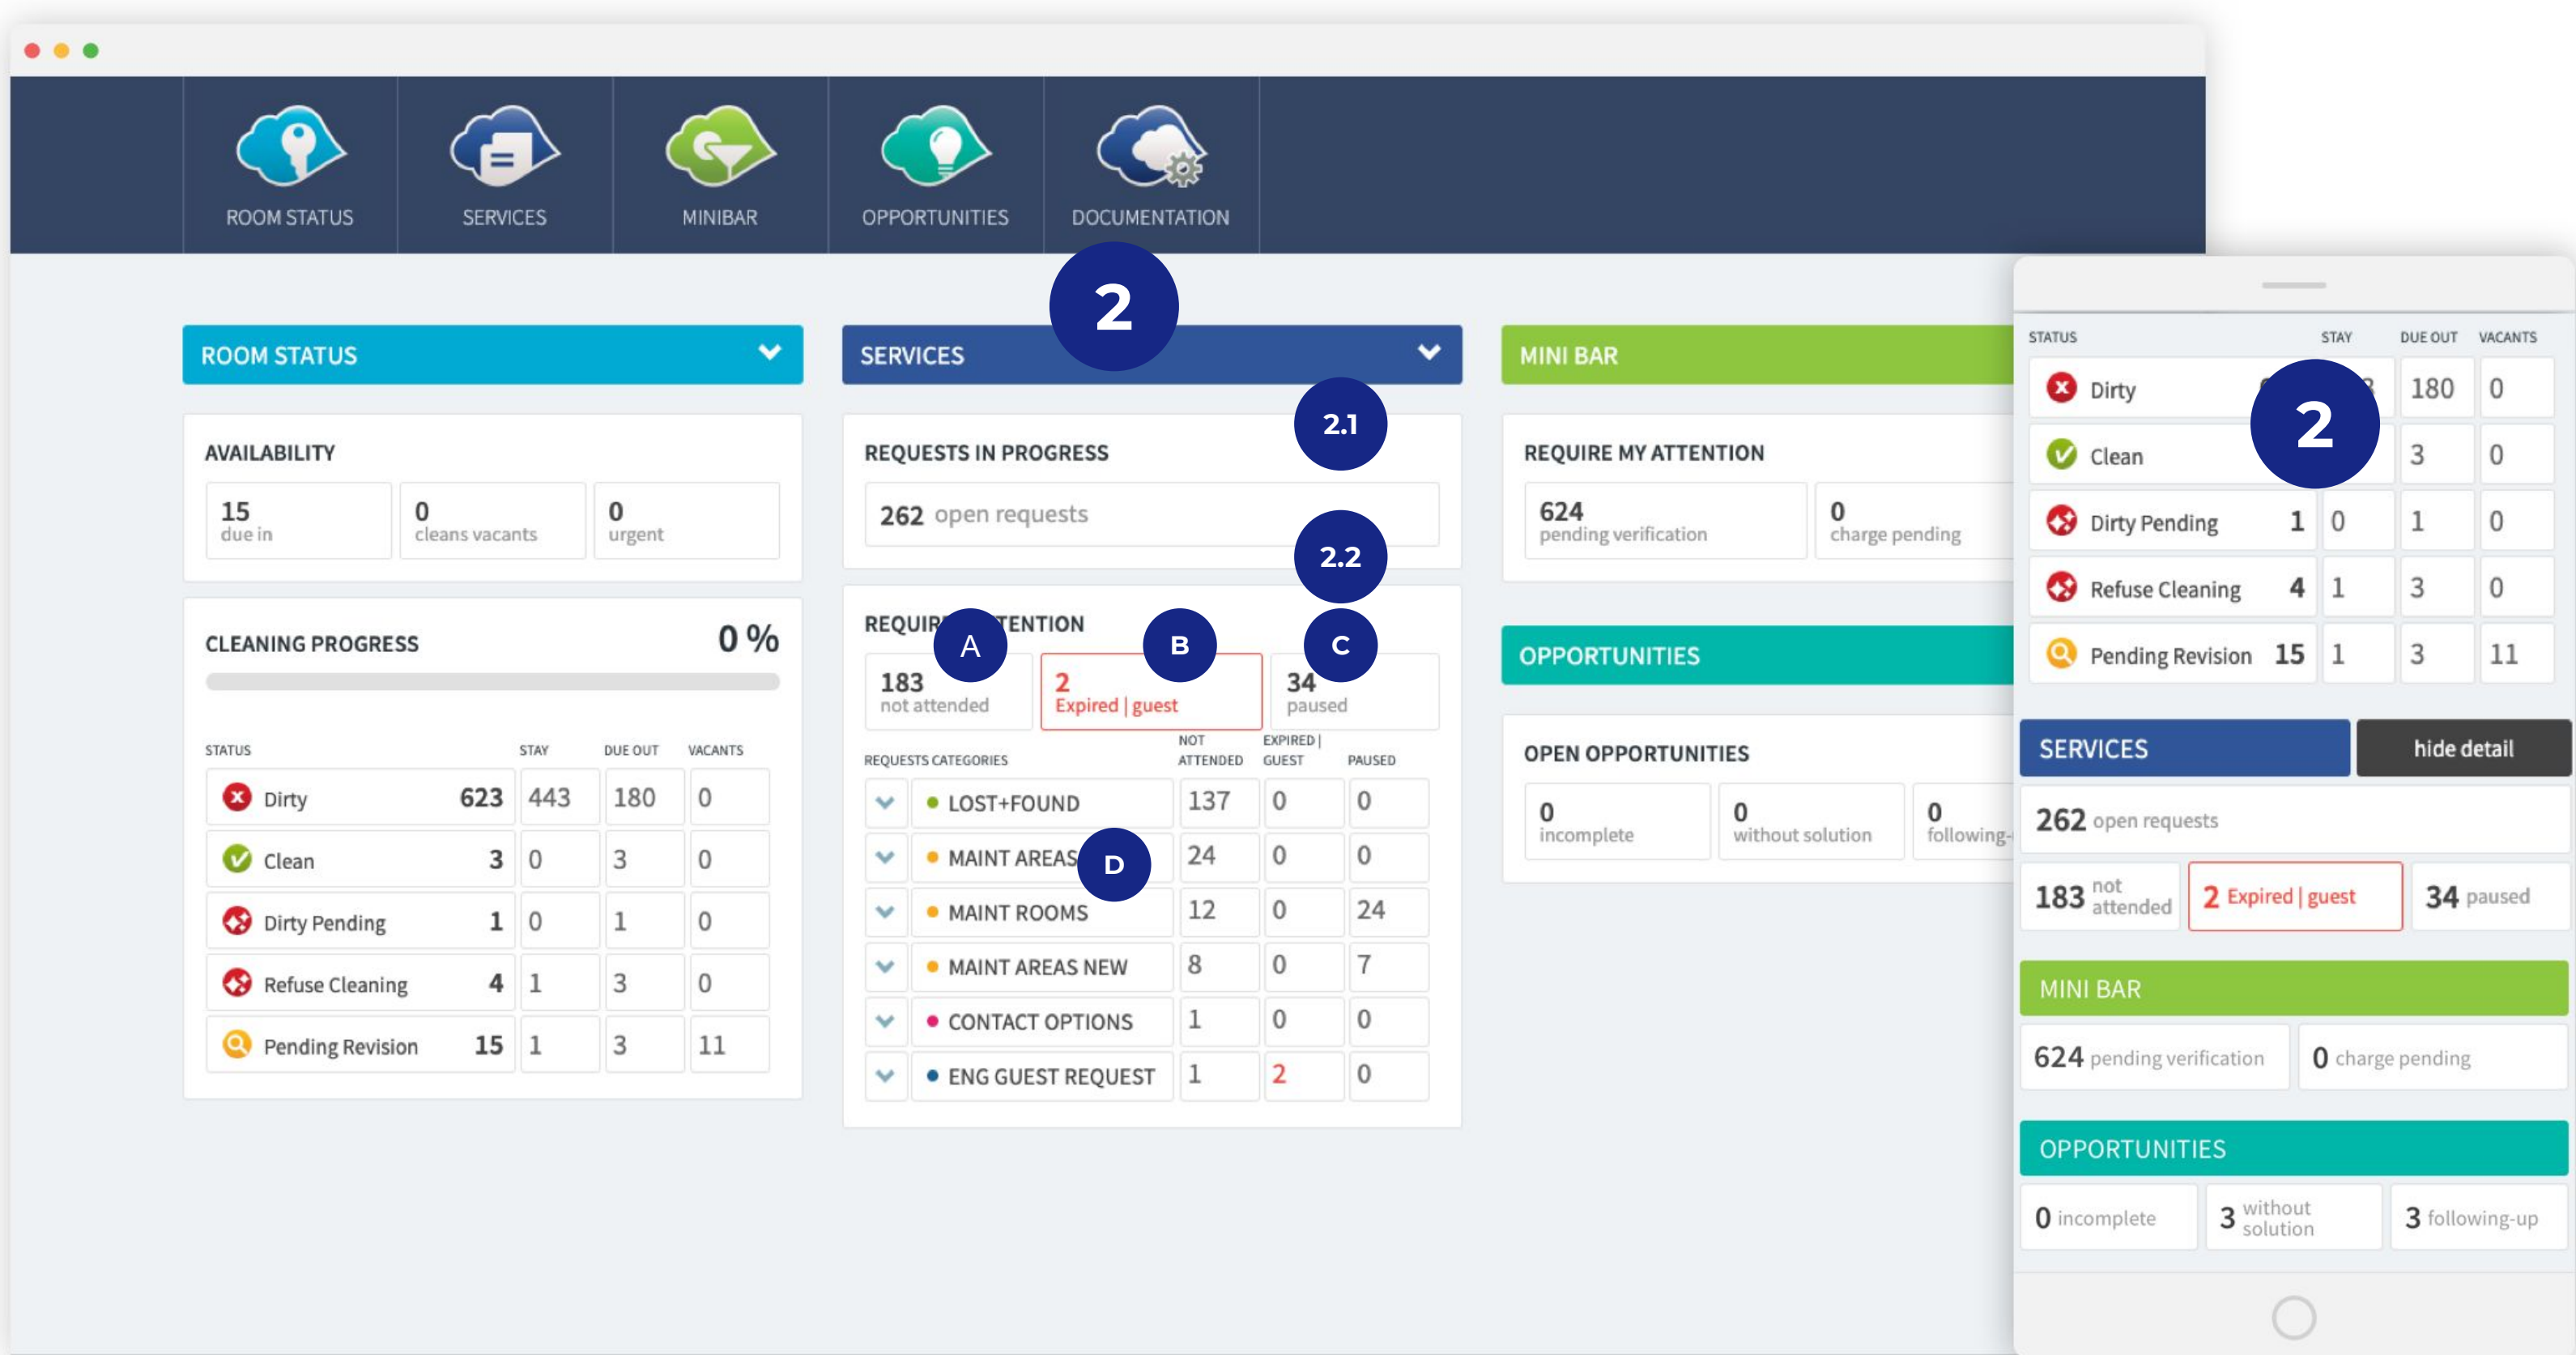 ROOM STATUS
SERVICES
MINIBAR
OPPORTUNITIES
DOCUMENTATION
2
ROOM STATUS
AVAILABILITY
15 due in
0 cleans vacants
0 urgent
CLEANING PROGRESS 0 %
STATUS STAY DUE OUT VACANTS
Dirty 623 443 180 0
Clean 3 0 3 0
Dirty Pending 1 0 1 0
Refuse Cleaning 4 1 3 0
Pending Revision 15 1 3 11
SERVICES
2.1
REQUESTS IN PROGRESS
262 open requests
2.2
A
B
C
183 not attended
2 Expired | guest
34 paused
REQUESTS CATEGORIES NOT ATTENDED EXPIRED | GUEST PAUSED
LOST+FOUND 137 0 0
MAINT AREAS 24 0 0
D
MAINT ROOMS 12 0 24
MAINT AREAS NEW 8 0 7
CONTACT OPTIONS 1 0 0
ENG GUEST REQUEST 1 2 0
MINI BAR
REQUIRE MY ATTENTION
624 pending verification
0 charge pending
OPPORTUNITIES
OPEN OPPORTUNITIES
0 incomplete
0 without solution
0 following-
STATUS STAY DUE OUT VACANTS
Dirty 180 0
2
Clean 3 0
Dirty Pending 1 0 1 0
Refuse Cleaning 4 1 3 0
Pending Revision 15 1 3 11
SERVICES hide detail
262 open requests
183 not attended
2 Expired | guest
34 paused
MINI BAR
624 pending verification
0 charge pending
OPPORTUNITIES
0 incomplete
3 without solution
3 following-up